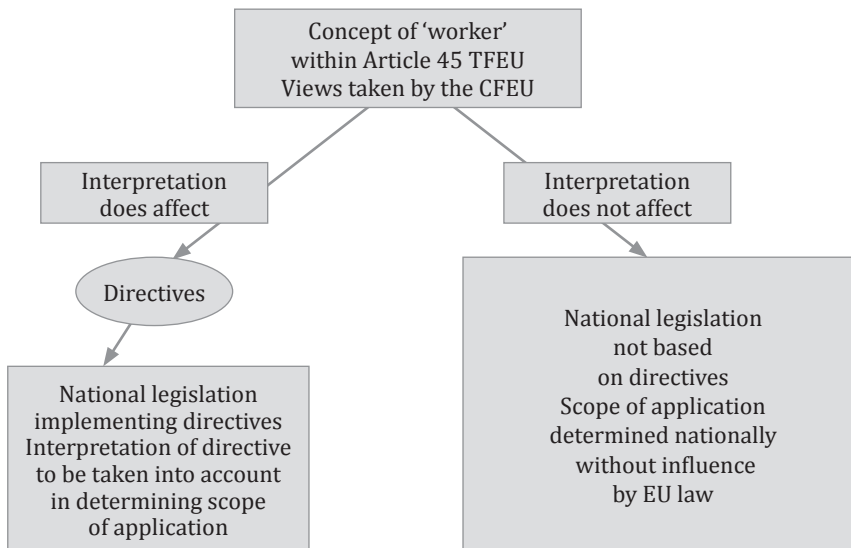 Concept of ‘worker’
within Article 45 TFEU
Views taken by the CFEU
Interpretation
does affect
Interpretation
does not affect
Directives
National legislation
implementing directives
Interpretation of directive
to be taken into account
in determining scope
of application
National legislation
not based
on directives
Scope of application
determined nationally
without influence
by EU law